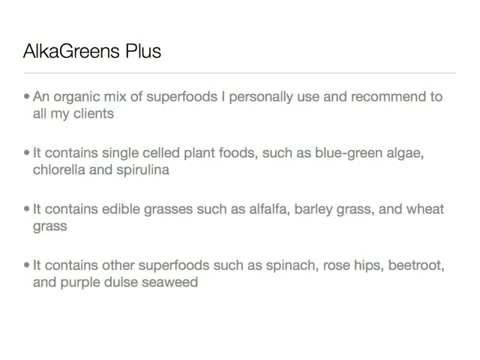 AlkaGreens Plus
• An organic mix of superfoods I personally use and recommend to
all my clients
• It contains single celled plant foods, such as blue-green algae,
chlorella and spirulina
• It contains edible grasses such as alfalfa, barley grass, and wheat
grass
• It contains other superfoods such as spinach, rose hips, beetroot,
and purple dulse seaweed